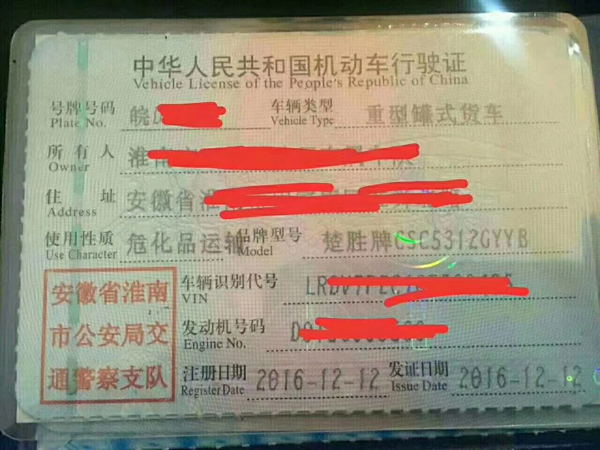 中华人民共和国机动车行驶证
Vehicle License of the People's Republic of China
号牌号码 皖 车辆类型 重型罐式货车
Plate No. Vehicle Type
所有人 淮
Owner
住址 安徽省淮
Address
使用性质 危化品运输 品牌型号 楚胜牌CSC5312GYYB
Use Character Model
安徽省淮南
市公安局交
通警察支队
车辆识别代号 LRDV7PEC
VIN
发动机号码 D
Engine No.
注册日期 2016-12-12 发证日期 2016-12-12
Register Date Issue Date